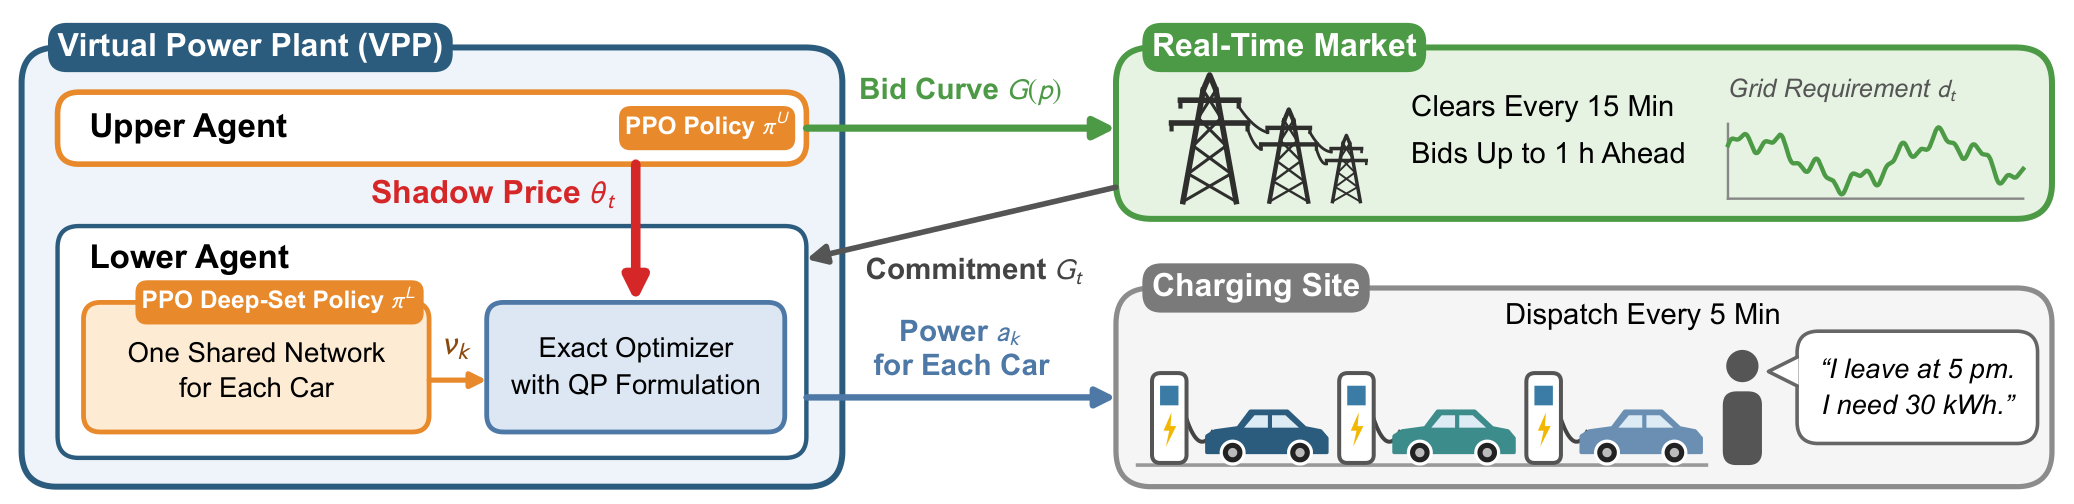 Virtual Power Plant (VPP)
Upper Agent
PPO Policy π^U
Shadow Price θ_t
Lower Agent
PPO Deep-Set Policy π^L
One Shared Network
for Each Car
ν_k
Exact Optimizer
with QP Formulation
Bid Curve G(p)
Commitment G_t
Power a_k
for Each Car
Real-Time Market
Clears Every 15 Min
Bids Up to 1 h Ahead
Grid Requirement d_t
Charging Site
Dispatch Every 5 Min
“I leave at 5 pm.
I need 30 kWh.”